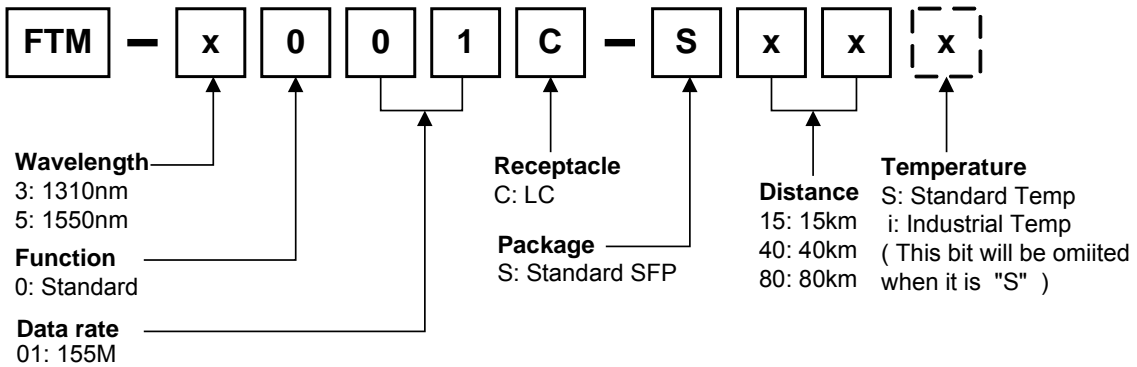 FTM - x 0 0 1 C - S x x x
Wavelength
3: 1310nm
5: 1550nm
Function
0: Standard
Data rate
01: 155M
Receptacle
C: LC
Package
S: Standard SFP
Distance
15: 15km
40: 40km
80: 80km
Temperature
S: Standard Temp
i: Industrial Temp
( This bit will be omiited
when it is "S" )